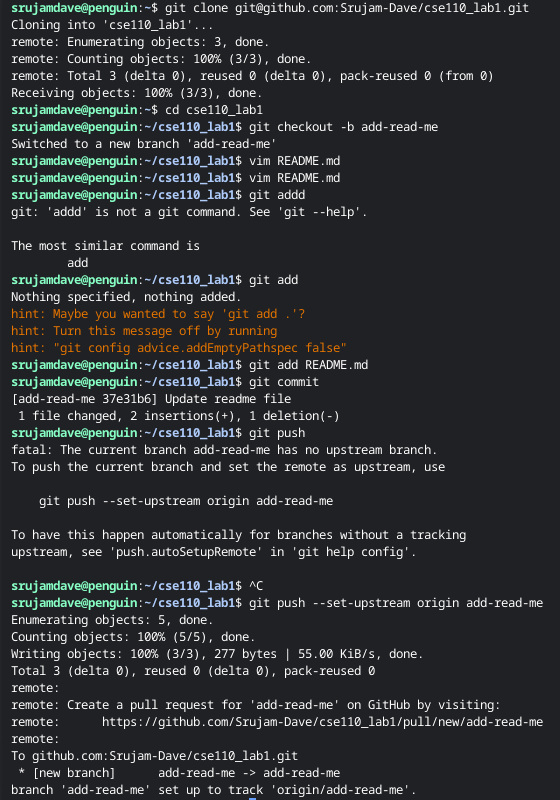 srujamdave@penguin:~$ git clone git@github.com:Srujam-Dave/cse110_lab1.git
Cloning into 'cse110_lab1'...
remote: Enumerating objects: 3, done.
remote: Counting objects: 100% (3/3), done.
remote: Total 3 (delta 0), reused 0 (delta 0), pack-reused 0 (from 0)
Receiving objects: 100% (3/3), done.
srujamdave@penguin:~$ cd cse110_lab1
srujamdave@penguin:~/cse110_lab1$ git checkout -b add-read-me
Switched to a new branch 'add-read-me'
srujamdave@penguin:~/cse110_lab1$ vim README.md
srujamdave@penguin:~/cse110_lab1$ vim README.md
srujamdave@penguin:~/cse110_lab1$ git addd
git: 'addd' is not a git command. See 'git --help'.

The most similar command is
        add
srujamdave@penguin:~/cse110_lab1$ git add
Nothing specified, nothing added.
hint: Maybe you wanted to say 'git add .'?
hint: Turn this message off by running
hint: "git config advice.addEmptyPathspec false"
srujamdave@penguin:~/cse110_lab1$ git add README.md
srujamdave@penguin:~/cse110_lab1$ git commit
[add-read-me 37e31b6] Update readme file
 1 file changed, 2 insertions(+), 1 deletion(-)
srujamdave@penguin:~/cse110_lab1$ git push
fatal: The current branch add-read-me has no upstream branch.
To push the current branch and set the remote as upstream, use

    git push --set-upstream origin add-read-me

To have this happen automatically for branches without a tracking
upstream, see 'push.autoSetupRemote' in 'git help config'.

srujamdave@penguin:~/cse110_lab1$ ^C
srujamdave@penguin:~/cse110_lab1$ git push --set-upstream origin add-read-me
Enumerating objects: 5, done.
Counting objects: 100% (5/5), done.
Writing objects: 100% (3/3), 277 bytes | 55.00 KiB/s, done.
Total 3 (delta 0), reused 0 (delta 0), pack-reused 0
remote:
remote: Create a pull request for 'add-read-me' on GitHub by visiting:
remote:      https://github.com/Srujam-Dave/cse110_lab1/pull/new/add-read-me
remote:
To github.com:Srujam-Dave/cse110_lab1.git
 * [new branch]      add-read-me -> add-read-me
branch 'add-read-me' set up to track 'origin/add-read-me'.